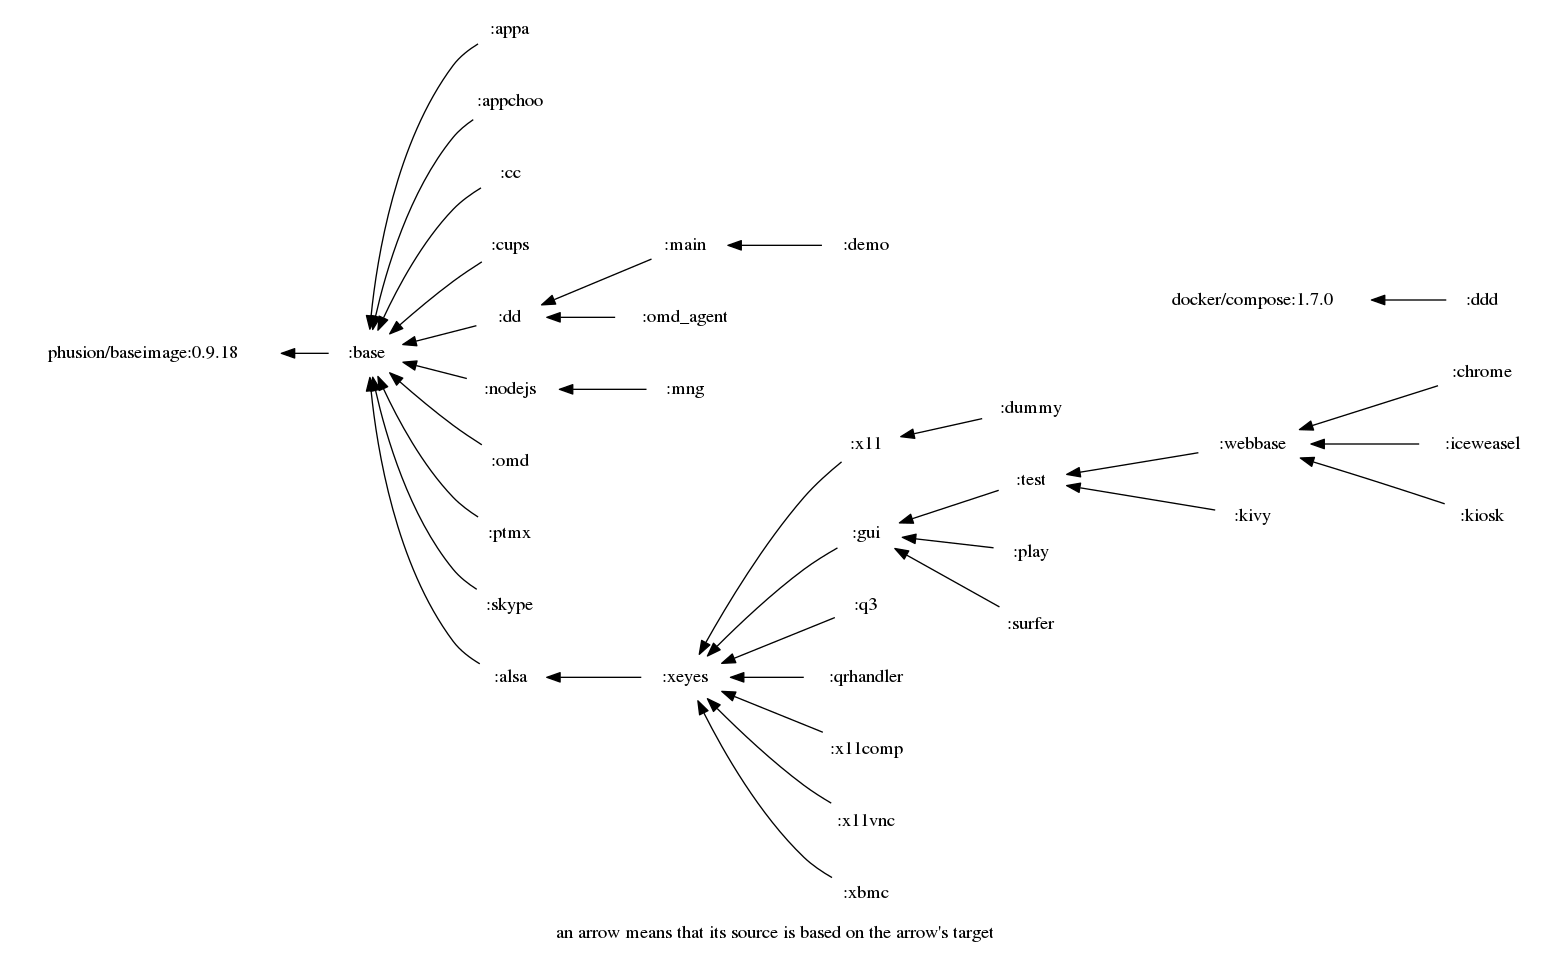 :appa
:appchoo
:cc
:cups
:main
:demo
docker/compose:1.7.0
:ddd
:dd
:omd_agent
phusion/baseimage:0.9.18
:base
:chrome
:nodejs
:mng
:dummy
:x11
:webbase
:iceweasel
:omd
:test
:kivy
:kiosk
:ptmx
:gui
:play
:skype
:q3
:surfer
:alsa
:xeyes
:qrhandler
:x11comp
:x11vnc
:xbmc
an arrow means that its source is based on the arrow's target